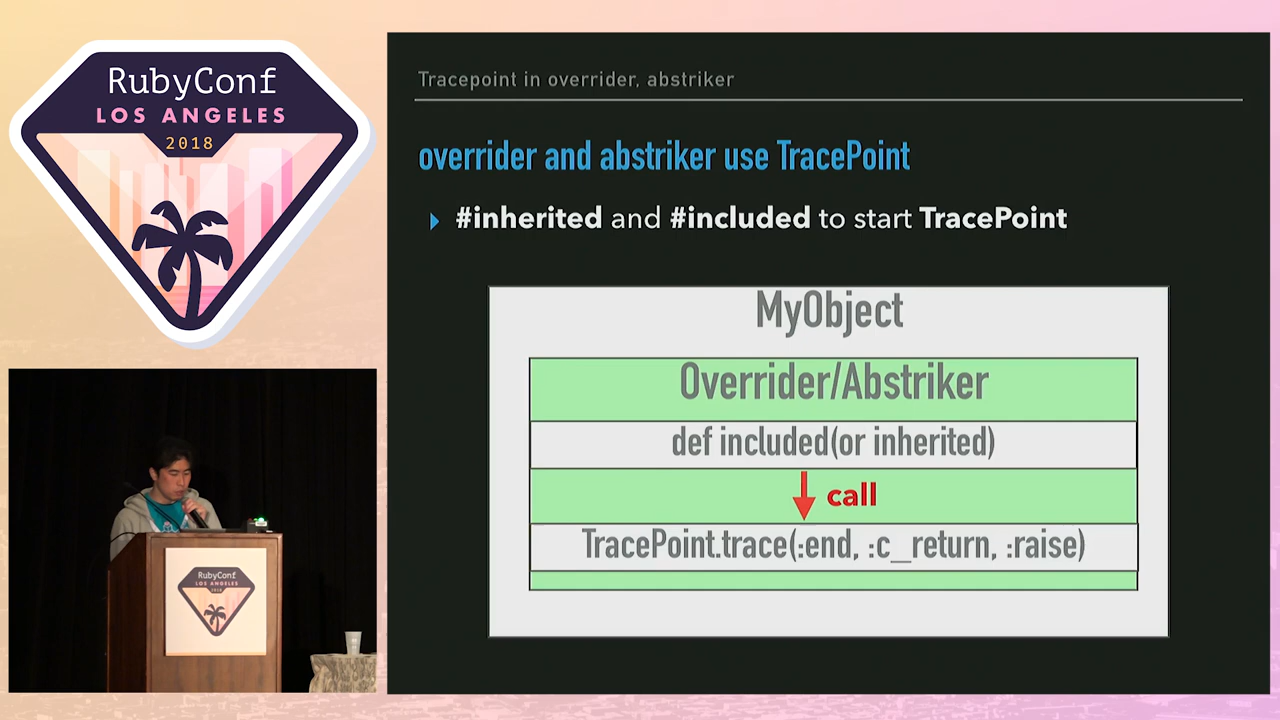 RubyConf
LOS ANGELES
2018
Tracepoint in overrider, abstriker
overrider and abstriker use TracePoint
#inherited and #included to start TracePoint
MyObject
Overrider/Abstriker
def included(or inherited)
call
TracePoint.trace(:end, :c_return, :raise)
RubyConf
LOS ANGELES
2018